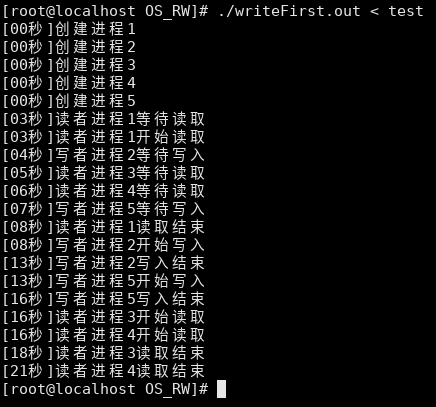 [root@localhost OS_RW]# ./writeFirst.out < test
[00秒]创建进程1
[00秒]创建进程2
[00秒]创建进程3
[00秒]创建进程4
[00秒]创建进程5
[03秒]读者进程1等待读取
[03秒]读者进程1开始读取
[04秒]写者进程2等待写入
[05秒]读者进程3等待读取
[06秒]读者进程4等待读取
[07秒]写者进程5等待写入
[08秒]读者进程1读取结束
[08秒]写者进程2开始写入
[13秒]写者进程2写入结束
[13秒]写者进程5开始写入
[16秒]写者进程5写入结束
[16秒]读者进程3开始读取
[16秒]读者进程4开始读取
[18秒]读者进程3读取结束
[21秒]读者进程4读取结束
[root@localhost OS_RW]#